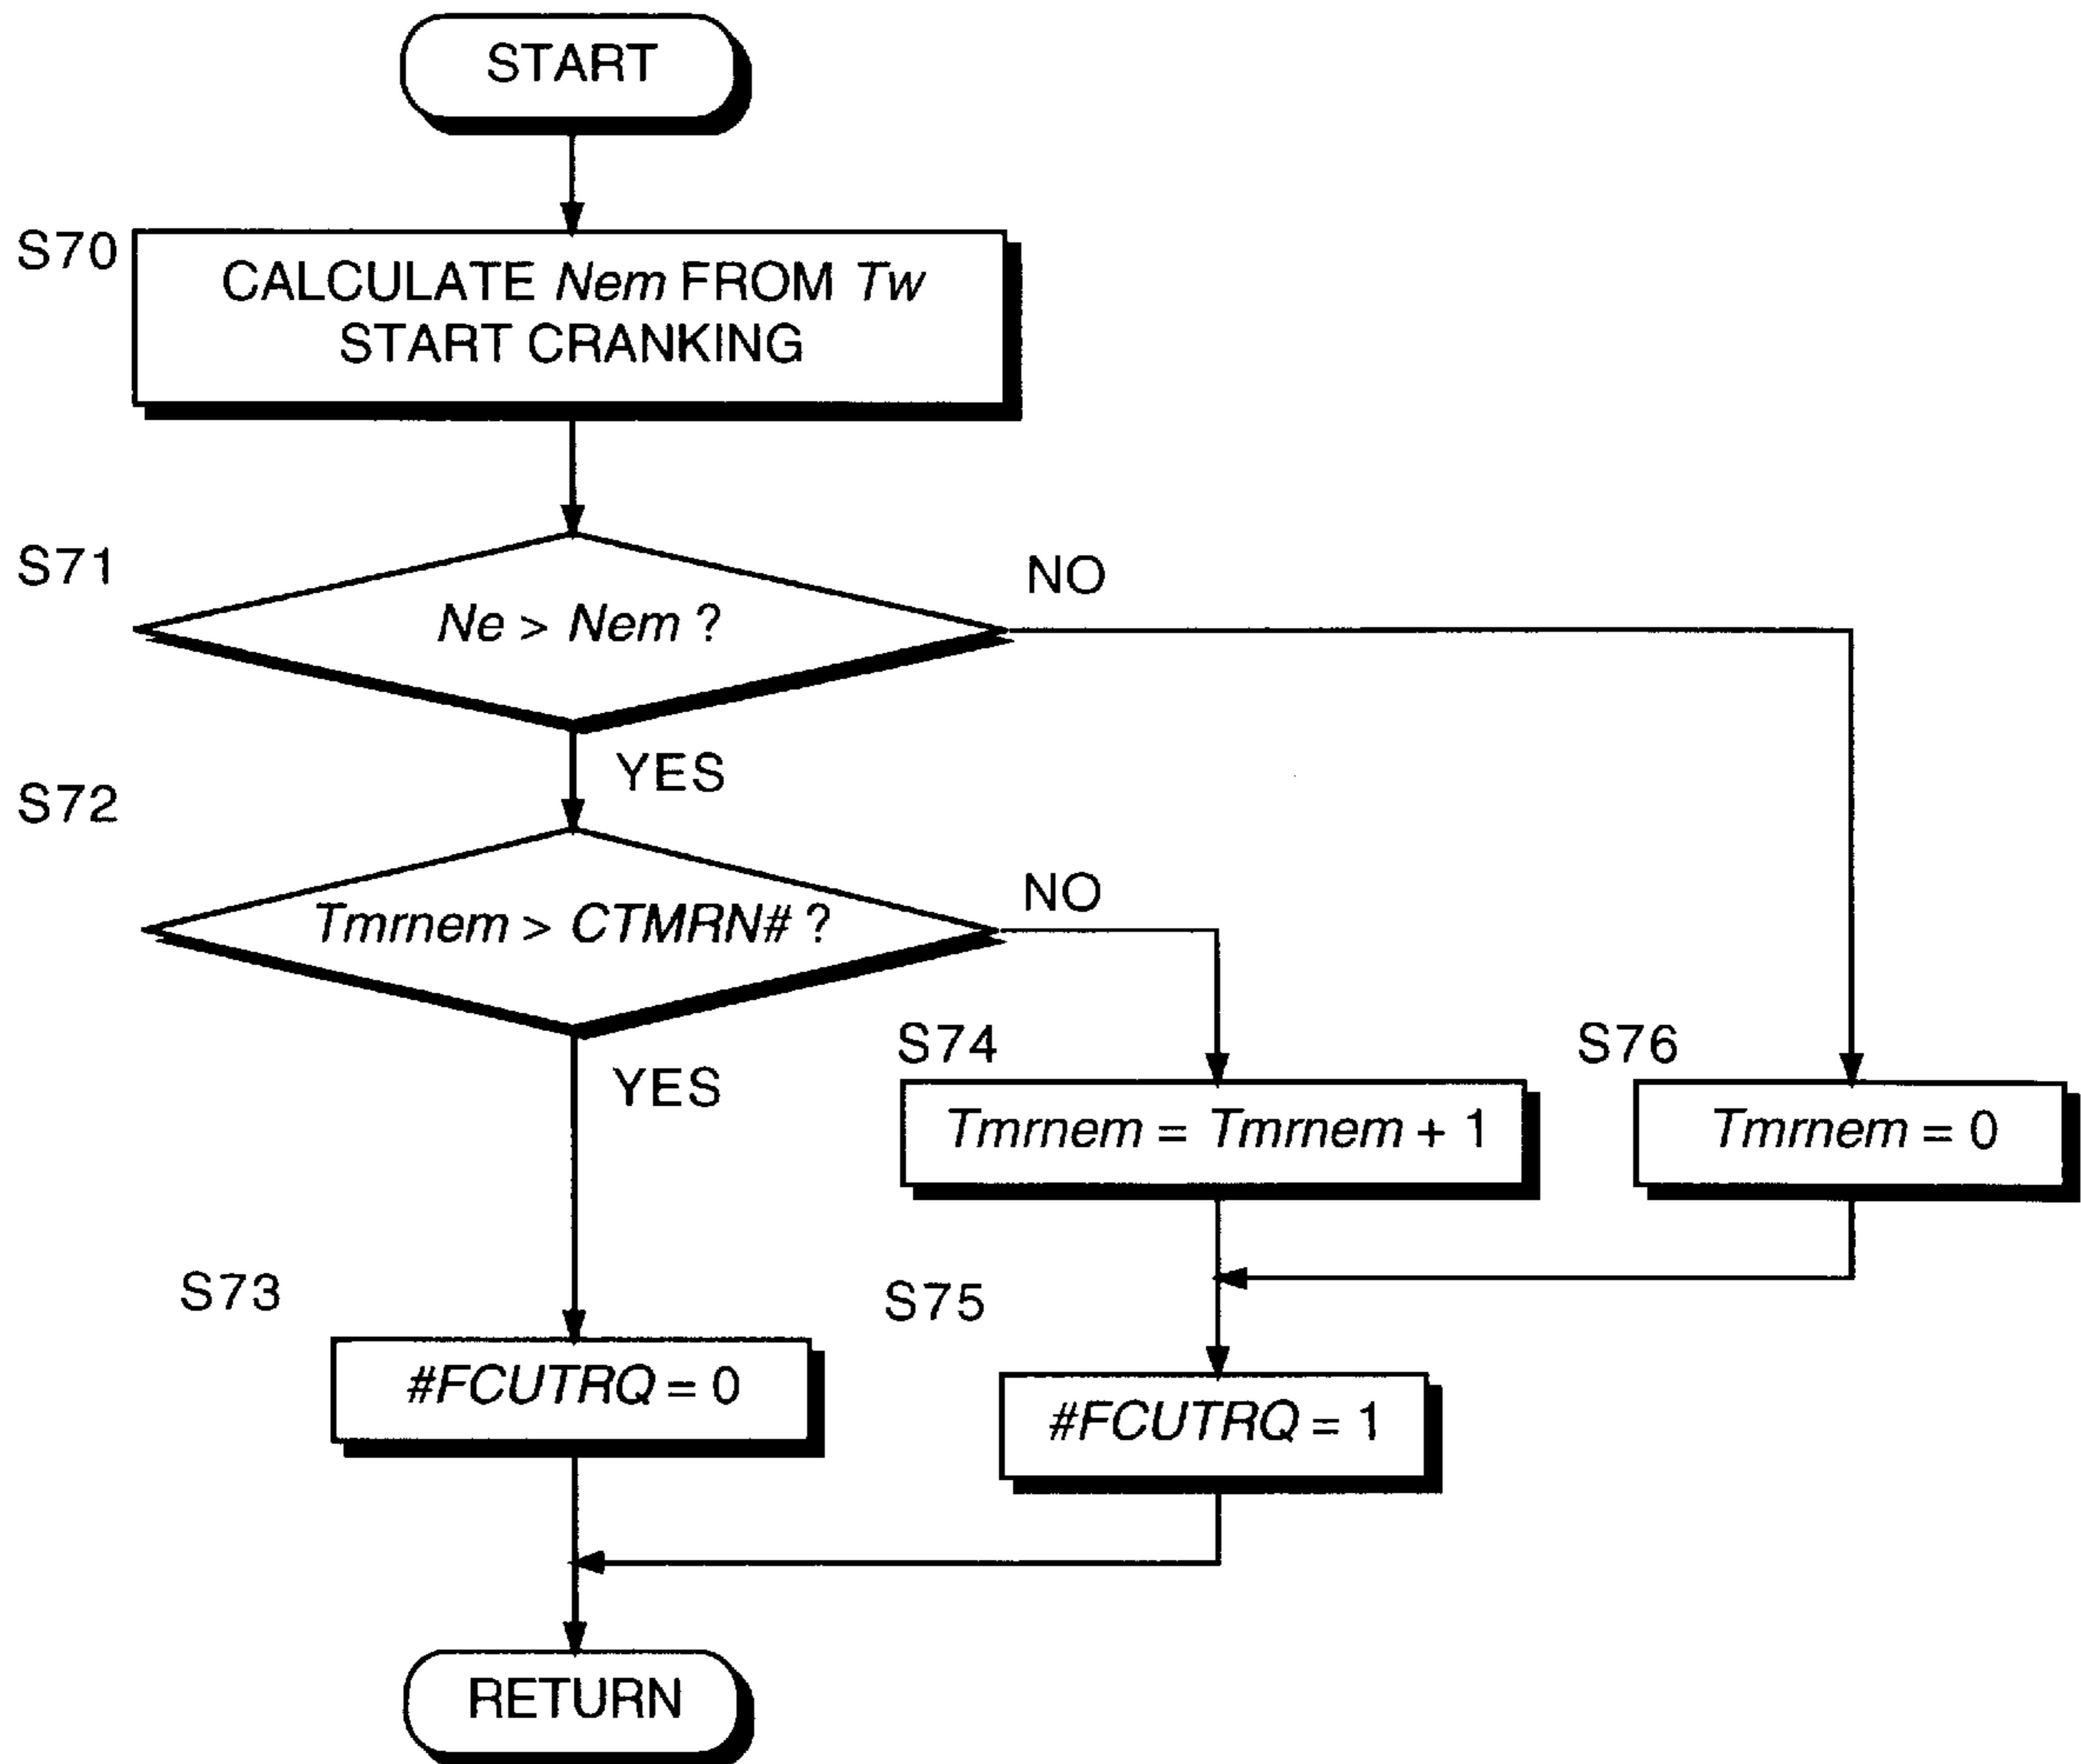 START
S70
CALCULATE Nem FROM Tw
START CRANKING
S71
Ne > Nem ?
NO
YES
S72
Tmrnem > CTMRN# ?
NO
YES
S74
Tmrnem = Tmrnem + 1
S76
Tmrnem = 0
S73
#FCUTRQ = 0
S75
#FCUTRQ = 1
RETURN